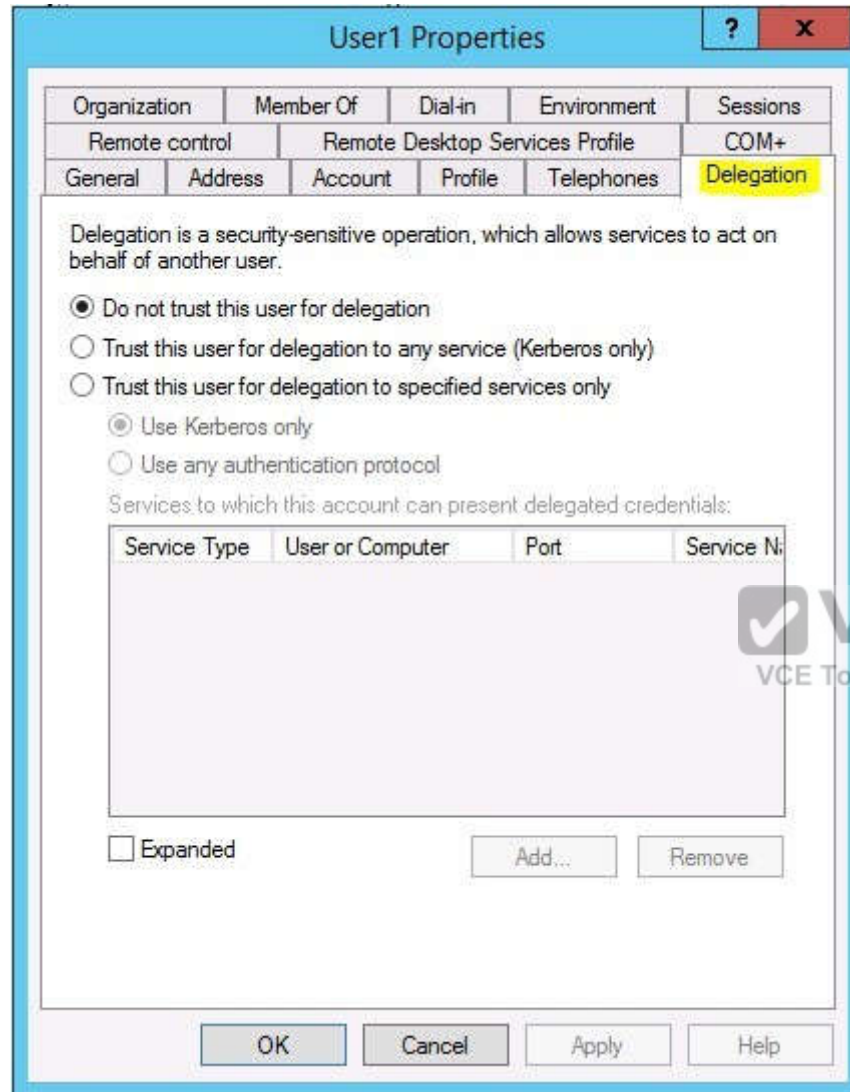 User1 Properties
?
x
Organization
Member Of
Dial-in
Environment
Sessions
Remote control
Remote Desktop Services Profile
COM+
General
Address
Account
Profile
Telephones
Delegation
Delegation is a security-sensitive operation, which allows services to act on
behalf of another user.
Do not trust this user for delegation
Trust this user for delegation to any service (Kerberos only)
Trust this user for delegation to specified services only
Use Kerberos only
Use any authentication protocol
Services to which this account can present delegated credentials:
Service Type
User or Computer
Port
Service
VCE
Expanded
Add...
Remove
OK
Cancel
Apply
Help